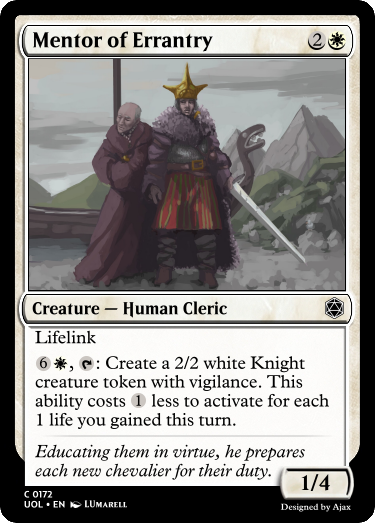 Mentor of Errantry 2
Creature — Human Cleric
Lifelink
6 , : Create a 2/2 white Knight
creature token with vigilance. This
ability costs 1 less to activate for each
1 life you gained this turn.
Educating them in virtue, he prepares
each new chevalier for their duty.
1/4
C 0172
UOL • EN LUMARELL
Designed by Ajax